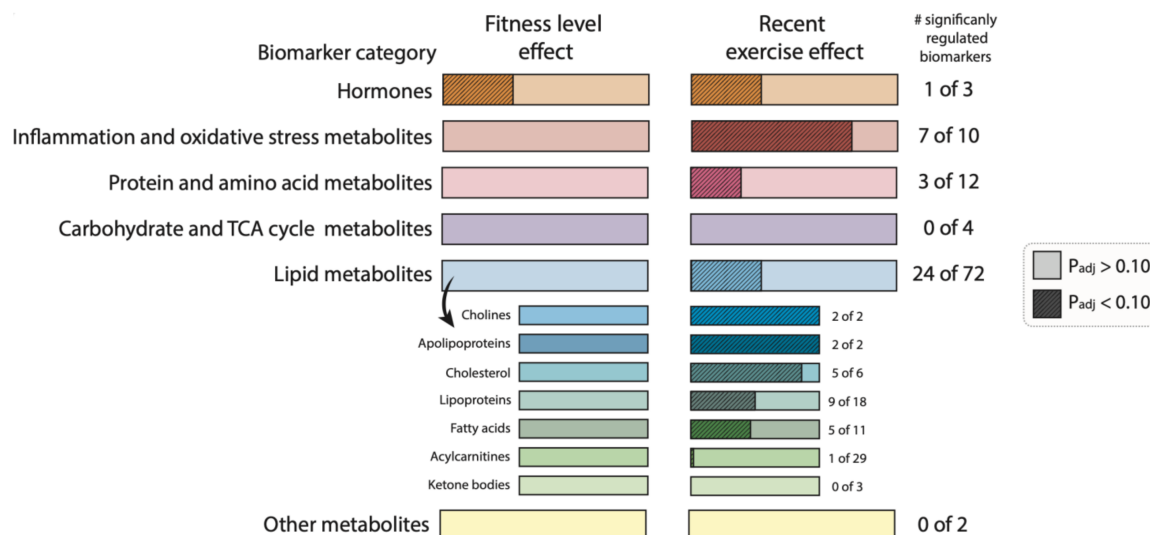 Fitness level
effect
Recent
exercise effect
# significanly
regulated
biomarkers
Biomarker category
Hormones
1 of 3
Inflammation and oxidative stress metabolites
7 of 10
Protein and amino acid metabolites
3 of 12
Carbohydrate and TCA cycle metabolites
0 of 4
Lipid metabolites
24 of 72
Cholines
2 of 2
Apolipoproteins
2 of 2
Cholesterol
5 of 6
Lipoproteins
9 of 18
Fatty acids
5 of 11
Acylcarnitines
1 of 29
Ketone bodies
0 of 3
Other metabolites
0 of 2
Padj > 0.10
Padj < 0.10